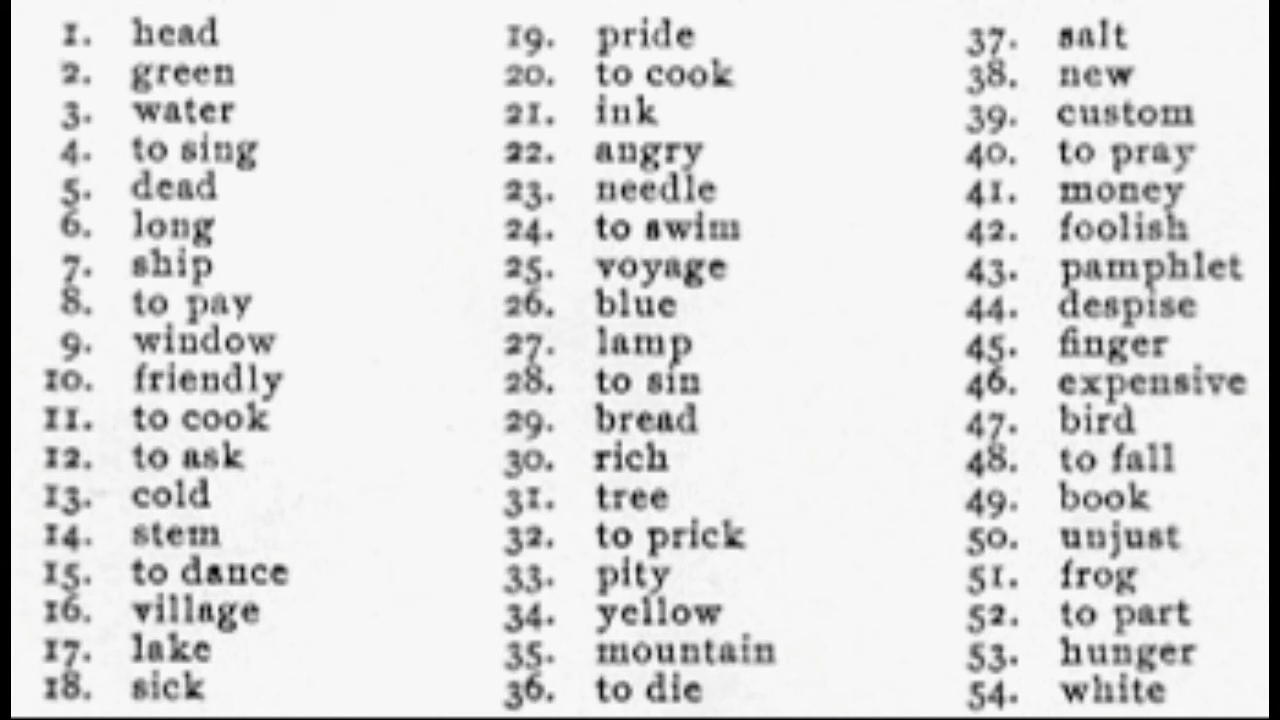 1. head
2. green
3. water
4. to sing
5. dead
6. long
7. ship
8. to pay
9. window
10. friendly
11. to cook
12. to ask
13. cold
14. stem
15. to dance
16. village
17. lake
18. sick
19. pride
20. to cook
21. ink
22. angry
23. needle
24. to swim
25. voyage
26. blue
27. lamp
28. to sin
29. bread
30. rich
31. tree
32. to prick
33. pity
34. yellow
35. mountain
36. to die
37. salt
38. new
39. custom
40. to pray
41. money
42. foolish
43. pamphlet
44. despise
45. finger
46. expensive
47. bird
48. to fall
49. book
50. unjust
51. frog
52. to part
53. hunger
54. white